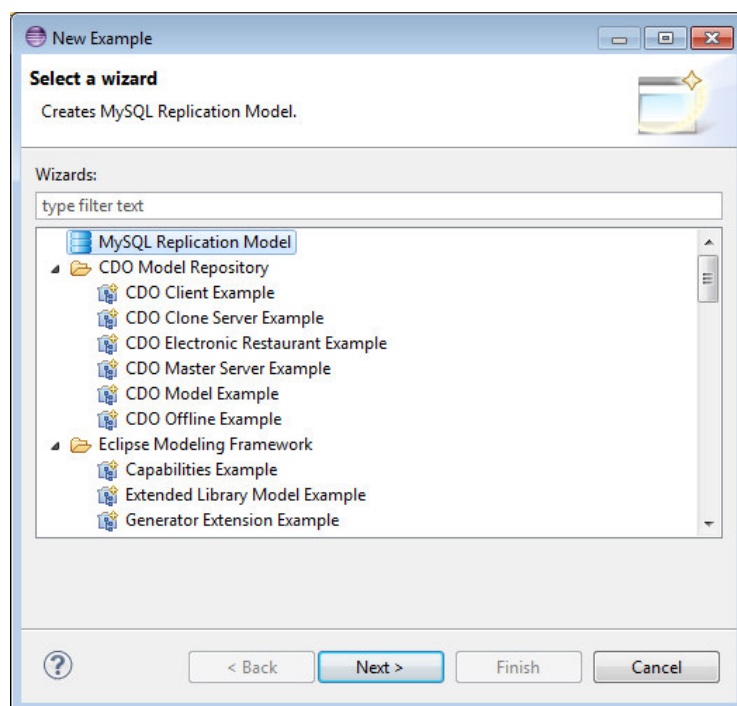 New Example
Select a wizard
Creates MySQL Replication Model.
Wizards:
type filter text
MySQL Replication Model
CDO Model Repository
CDO Client Example
CDO Clone Server Example
CDO Electronic Restaurant Example
CDO Master Server Example
CDO Model Example
CDO Offline Example
Eclipse Modeling Framework
Capabilities Example
Extended Library Model Example
Generator Extension Example
? < Back Next > Finish Cancel